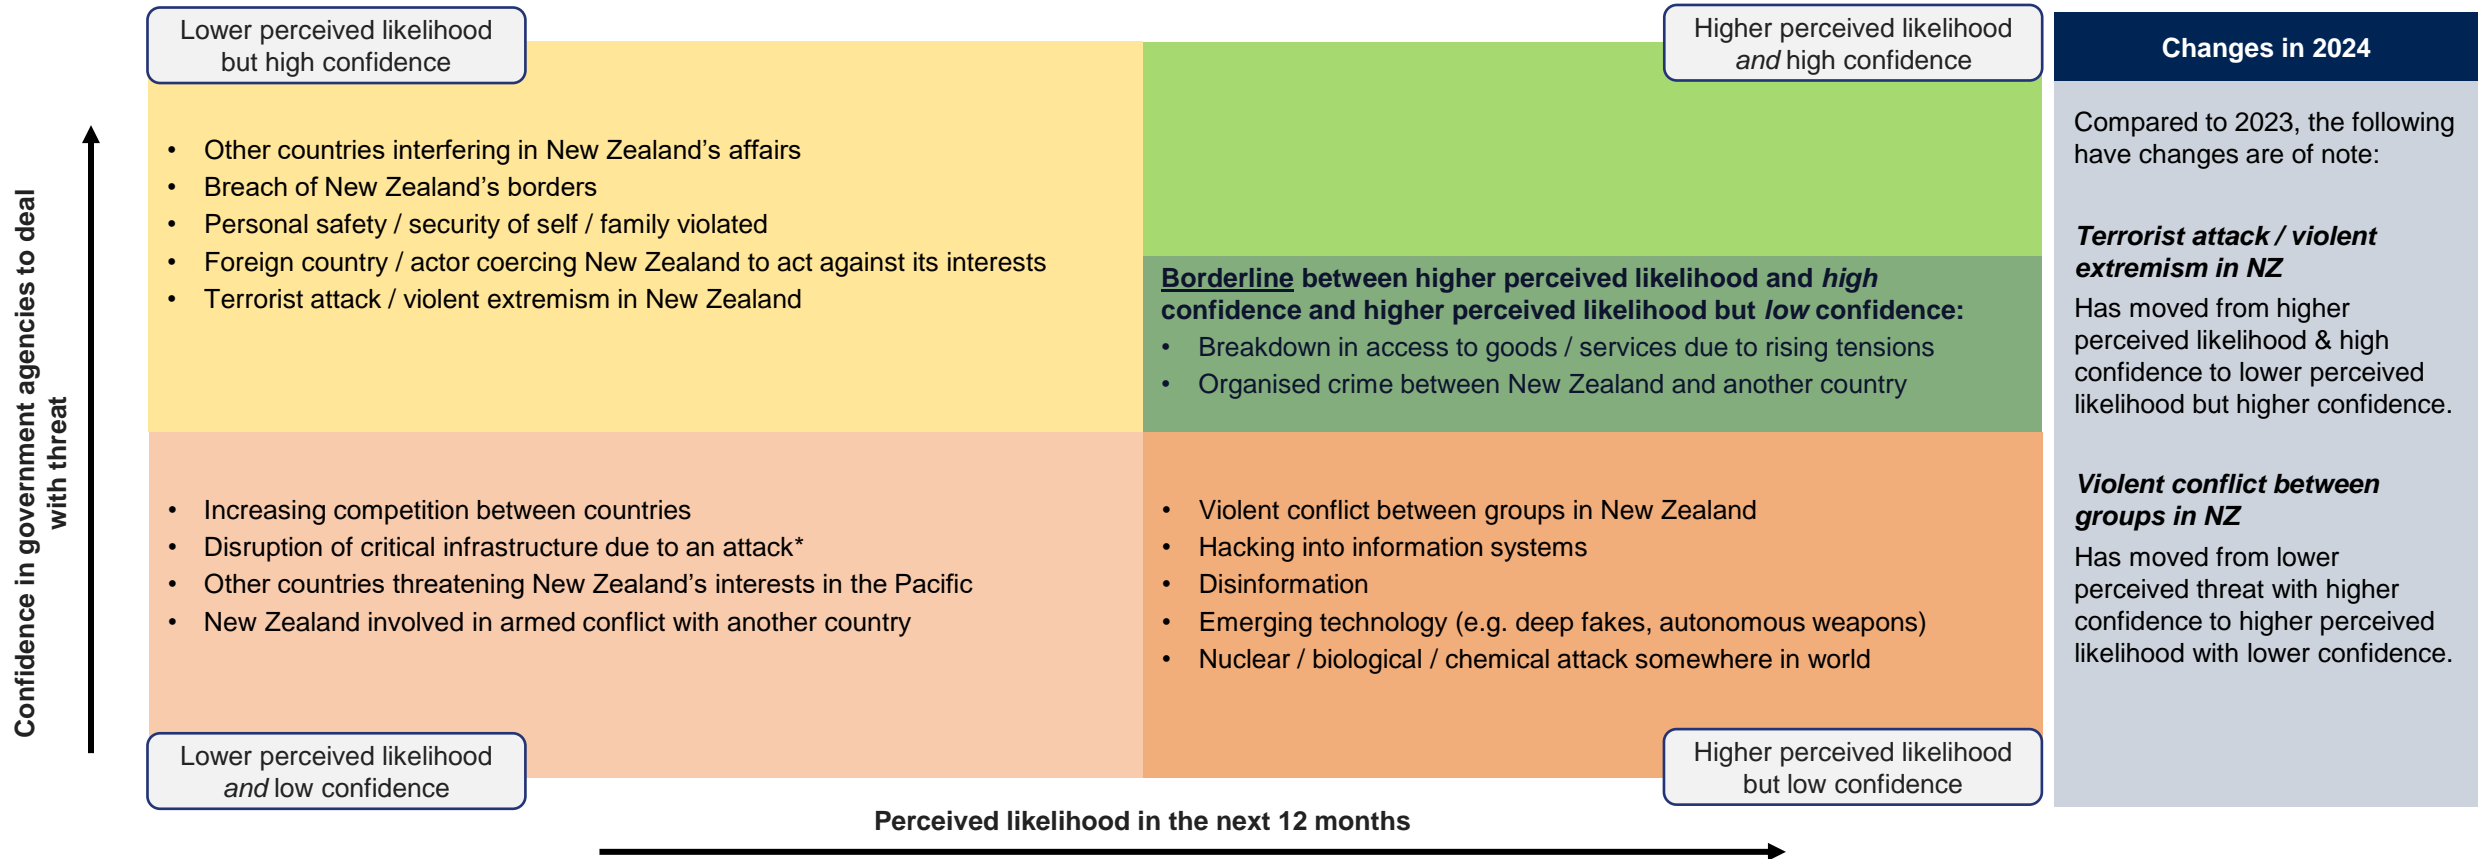 Lower perceived likelihood
but high confidence
Higher perceived likelihood
and high confidence
Changes in 2024
Confidence in government agencies to deal
with threat
• Other countries interfering in New Zealand’s affairs
• Breach of New Zealand’s borders
• Personal safety / security of self / family violated
• Foreign country / actor coercing New Zealand to act against its interests
• Terrorist attack / violent extremism in New Zealand
Borderline between higher perceived likelihood and high
confidence and higher perceived likelihood but low confidence:
• Breakdown in access to goods / services due to rising tensions
• Organised crime between New Zealand and another country
• Increasing competition between countries
• Disruption of critical infrastructure due to an attack*
• Other countries threatening New Zealand’s interests in the Pacific
• New Zealand involved in armed conflict with another country
• Violent conflict between groups in New Zealand
• Hacking into information systems
• Disinformation
• Emerging technology (e.g. deep fakes, autonomous weapons)
• Nuclear / biological / chemical attack somewhere in world
Lower perceived likelihood
and low confidence
Higher perceived likelihood
but low confidence
Perceived likelihood in the next 12 months
Compared to 2023, the following
have changes are of note:
Terrorist attack / violent
extremism in NZ
Has moved from higher
perceived likelihood & high
confidence to lower perceived
likelihood but higher confidence.
Violent conflict between
groups in NZ
Has moved from lower
perceived threat with higher
confidence to higher perceived
likelihood with lower confidence.